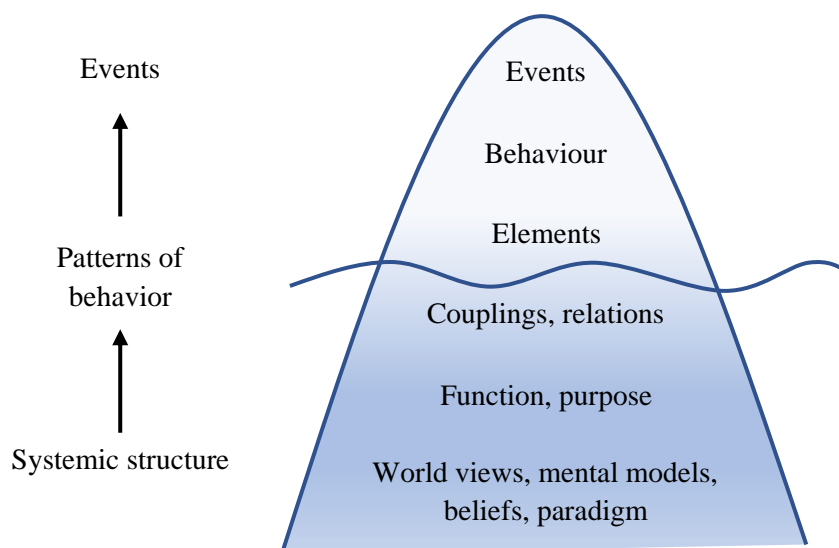 Events
Patterns of
behavior
Systemic structure
Events
Behaviour
Elements
Couplings, relations
Function, purpose
World views, mental models,
beliefs, paradigm